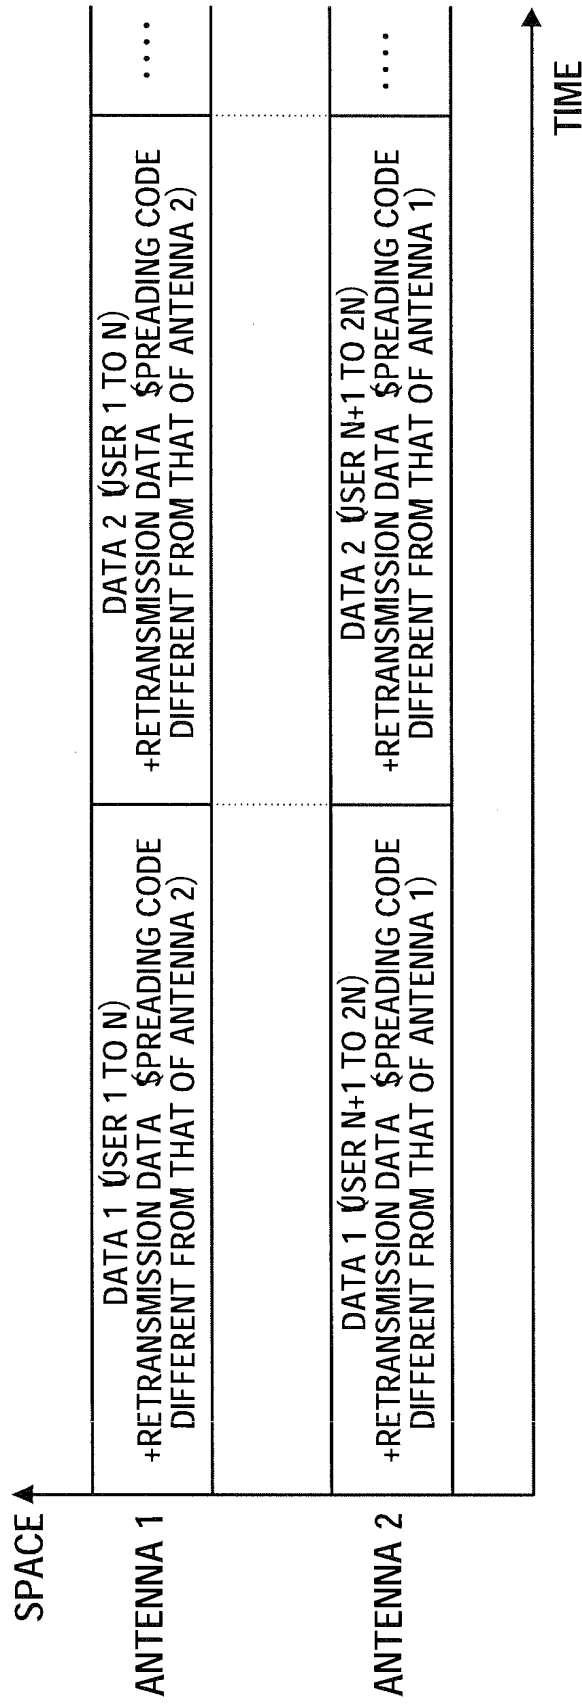 SPACE
ANTENNA 1
DATA 1 (USER 1 TO N)
+RETRANSMISSION DATA (SPREADING CODE
DIFFERENT FROM THAT OF ANTENNA 2)
DATA 2 (USER 1 TO N)
+RETRANSMISSION DATA (SPREADING CODE
DIFFERENT FROM THAT OF ANTENNA 2)
....
ANTENNA 2
DATA 1 (USER N+1 TO 2N)
+RETRANSMISSION DATA (SPREADING CODE
DIFFERENT FROM THAT OF ANTENNA 1)
DATA 2 (USER N+1 TO 2N)
+RETRANSMISSION DATA (SPREADING CODE
DIFFERENT FROM THAT OF ANTENNA 1)
....
TIME